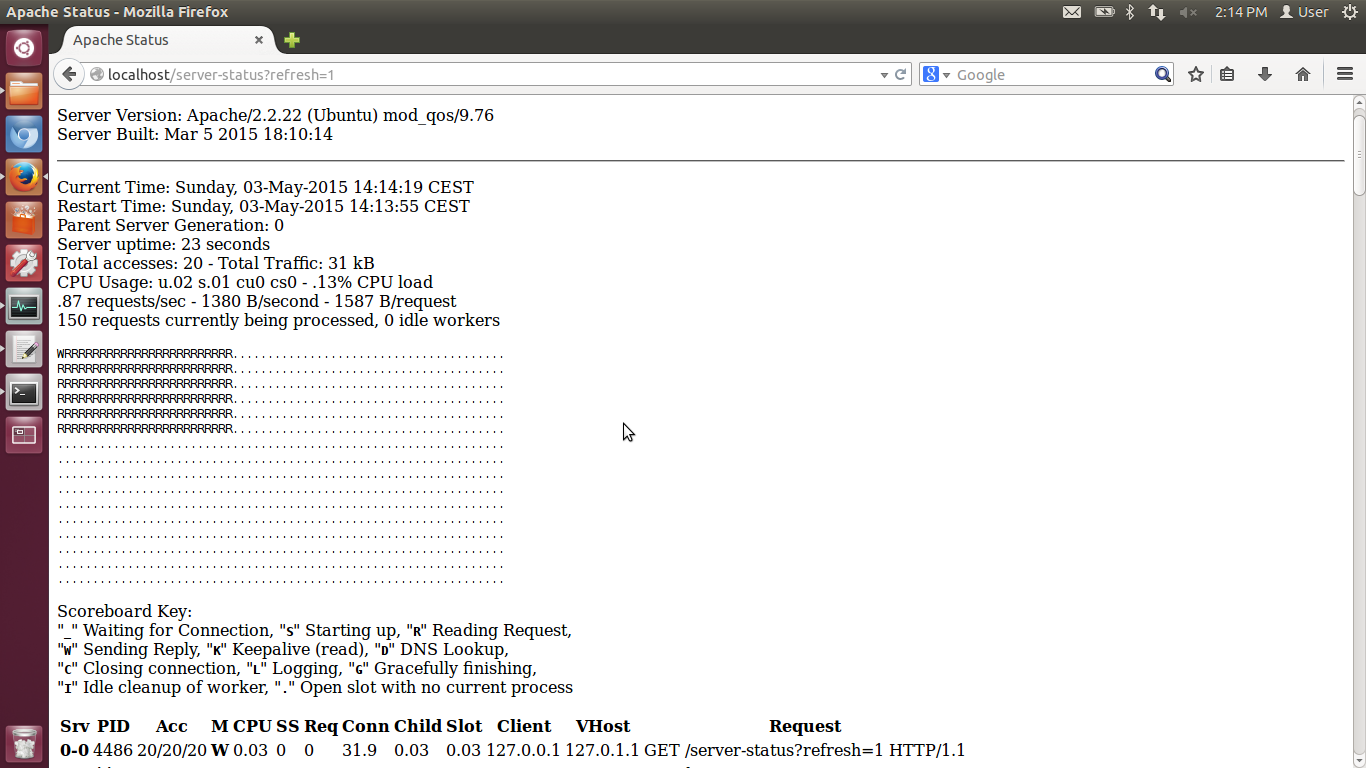 Apache Status - Mozilla Firefox
2:14 PM User
Apache Status
localhost/server-status?refresh=1
Google
Server Version: Apache/2.2.22 (Ubuntu) mod_qos/9.76
Server Built: Mar 5 2015 18:10:14
Current Time: Sunday, 03-May-2015 14:14:19 CEST
Restart Time: Sunday, 03-May-2015 14:13:55 CEST
Parent Server Generation: 0
Server uptime: 23 seconds
Total accesses: 20 - Total Traffic: 31 kB
CPU Usage: u.02 s.01 cu0 cs0 - .13% CPU load
.87 requests/sec - 1380 B/second - 1587 B/request
150 requests currently being processed, 0 idle workers
WRRRRRRRRRRRRRRRRRRRRRRRR.......................................
RRRRRRRRRRRRRRRRRRRRRRRRR.......................................
RRRRRRRRRRRRRRRRRRRRRRRRR.......................................
RRRRRRRRRRRRRRRRRRRRRRRRR.......................................
RRRRRRRRRRRRRRRRRRRRRRRRR.......................................
RRRRRRRRRRRRRRRRRRRRRRRRR.......................................
................................................................
................................................................
................................................................
................................................................
................................................................
................................................................
................................................................
................................................................
................................................................
................................................................
Scoreboard Key:
"_" Waiting for Connection, "S" Starting up, "R" Reading Request,
"W" Sending Reply, "K" Keepalive (read), "D" DNS Lookup,
"C" Closing connection, "L" Logging, "G" Gracefully finishing,
"I" Idle cleanup of worker, "." Open slot with no current process
Srv PID Acc M CPU SS Req Conn Child Slot Client VHost Request
0-0 4486 20/20/20 W 0.03 0 0 31.9 0.03 0.03 127.0.0.1 127.0.1.1 GET /server-status?refresh=1 HTTP/1.1